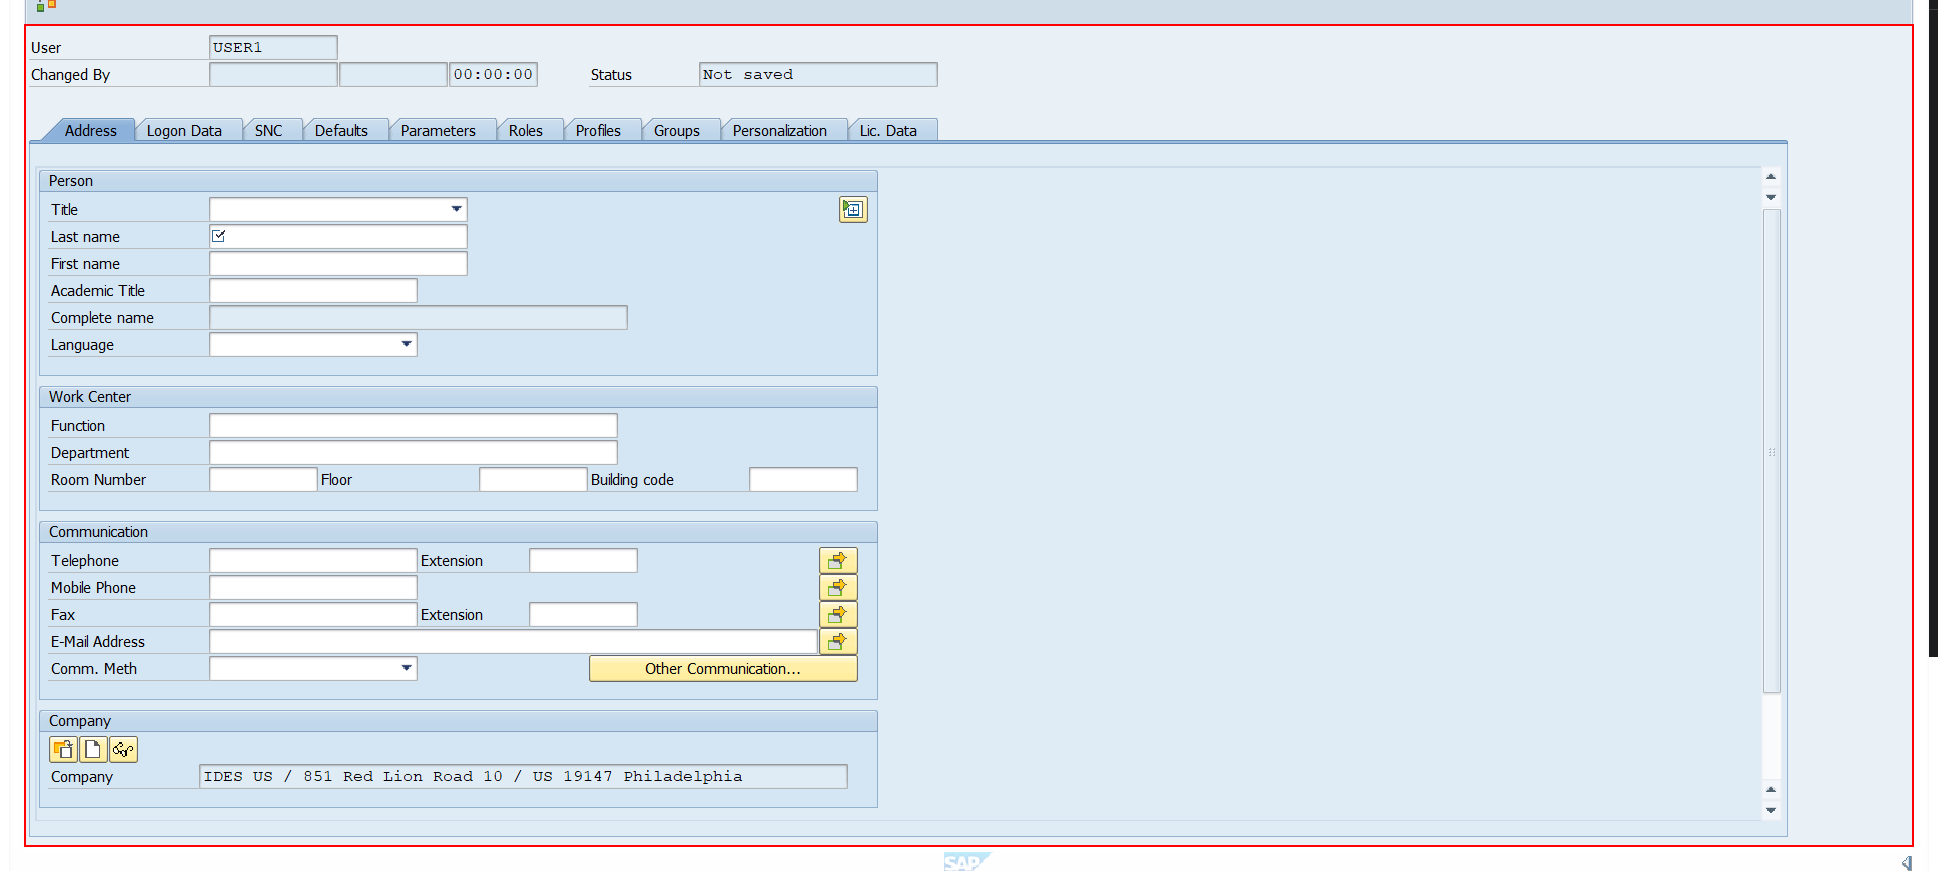 User USER1
Changed By 00:00:00 Status Not saved
Address Logon Data SNC Defaults Parameters Roles Profiles Groups Personalization Lic. Data
Person
Title
Last name
First name
Academic Title
Complete name
Language
Work Center
Function
Department
Room Number Floor Building code
Communication
Telephone Extension
Mobile Phone
Fax Extension
E-Mail Address
Comm. Meth Other Communication...
Company
Company IDES US / 851 Red Lion Road 10 / US 19147 Philadelphia
SAP